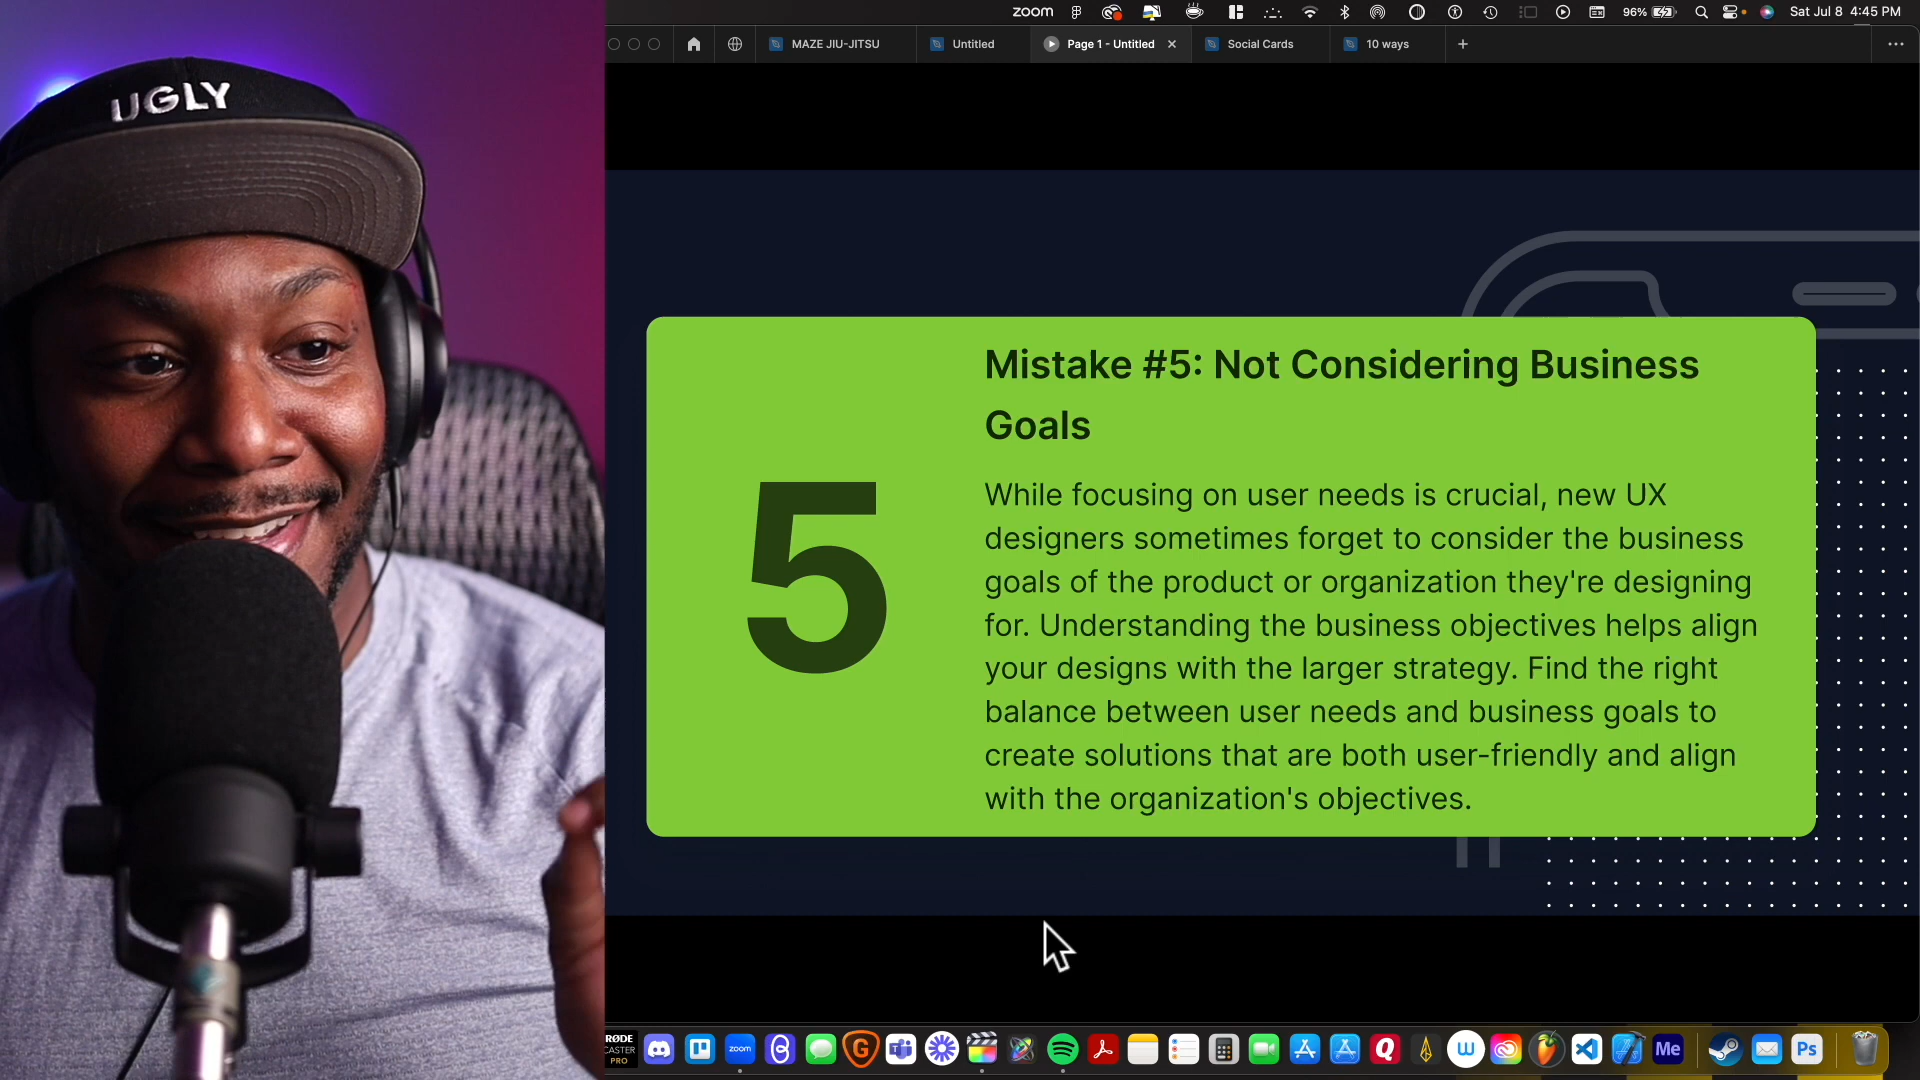 zoom
96%
Sat Jul 8 4:45 PM
MAZE JIU-JITSU
Untitled
Page 1 - Untitled
Social Cards
10 ways
UGLY
Mistake #5: Not Considering Business
Goals
5
While focusing on user needs is crucial, new UX
designers sometimes forget to consider the business
goals of the product or organization they're designing
for. Understanding the business objectives helps align
your designs with the larger strategy. Find the right
balance between user needs and business goals to
create solutions that are both user-friendly and align
with the organization's objectives.
RØDE
CASTER
PRO
zoom
Me
Ps